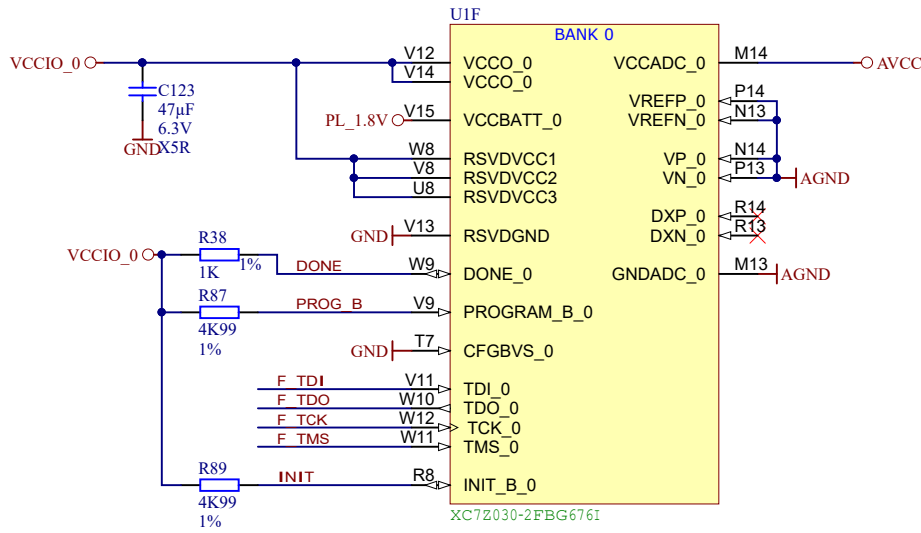 U1F
BANK 0
VCCIO_0
V12 VCCO_0
V14 VCCO_0
VCCADC_0 M14 AVCC
C123
47µF
6.3V
X5R
GND
PL_1.8V V15 VCCBATT_0
VREFP_0 P14
VREFN_0 N13
W8 RSVDVCC1
V8 RSVDVCC2
U8 RSVDVCC3
VP_0 N14
VN_0 P13 AGND
GND V13 RSVDGND
DXP_0 R14
DXN_0 R13
VCCIO_0
R38
1K 1%
DONE W9 DONE_0
GNDADC_0 M13 AGND
R87
4K99
1%
PROG_B V9 PROGRAM_B_0
GND T7 CFGBVS_0
F_TDI V11 TDI_0
F_TDO W10 TDO_0
F_TCK W12 TCK_0
F_TMS W11 TMS_0
R89
4K99
1%
INIT R8 INIT_B_0
XC7Z030-2FBG676I